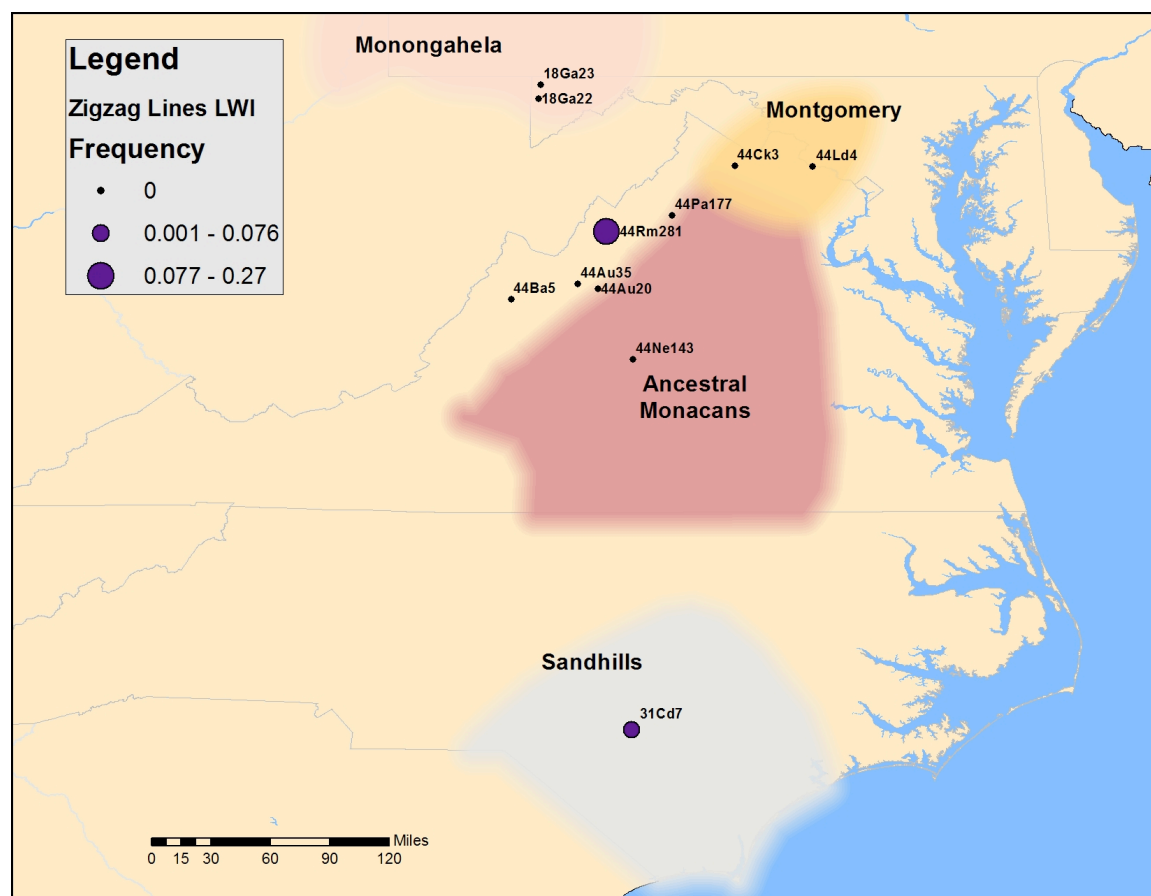 Legend
Zigzag Lines LWI
Frequency
0
0.001 - 0.076
0.077 - 0.27
Monongahela
18Ga23
18Ga22
Montgomery
44Ck3
44Ld4
44Pa177
44Rm281
44Au35
44Au20
44Ba5
44Ne143
Ancestral
Monacans
Sandhills
31Cd7
Miles
0 15 30 60 90 120